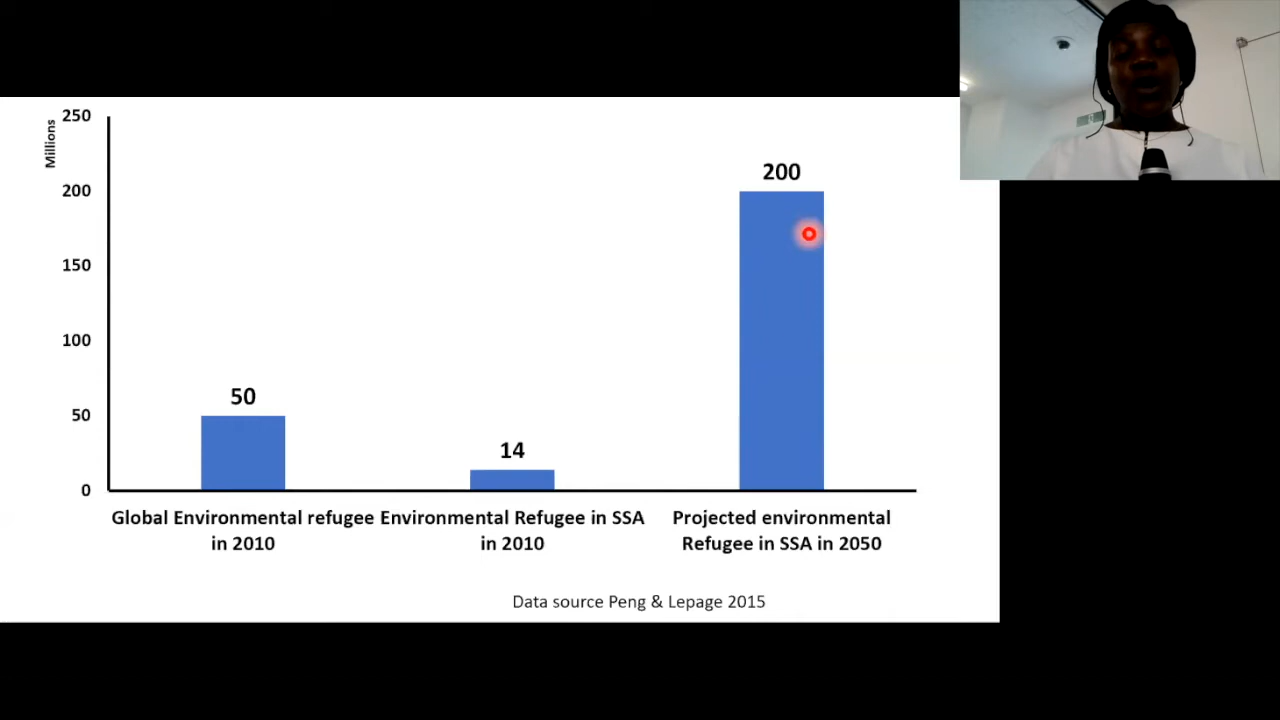 Millions
250
200
150
100
50
0
50
14
200
Global Environmental refugee
in 2010
Environmental Refugee in SSA
in 2010
Projected environmental
Refugee in SSA in 2050
Data source Peng & Lepage 2015